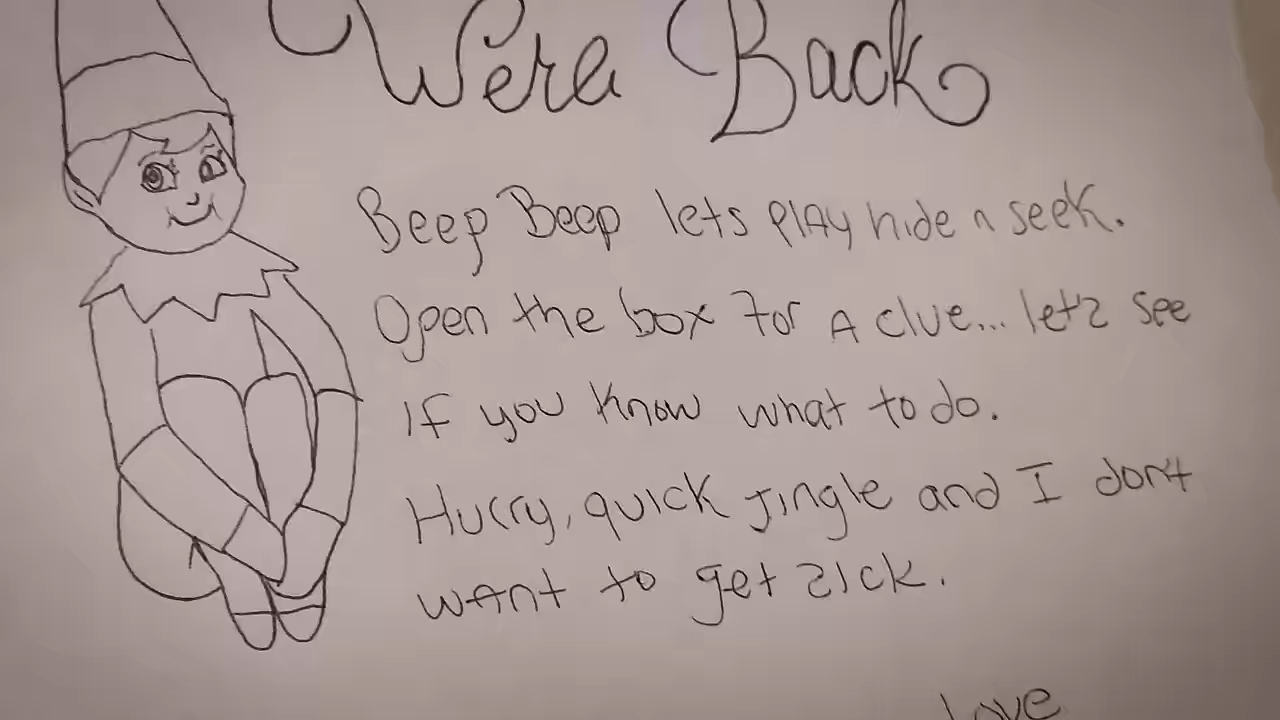 Were Back
Beep Beep lets PlAy hide n seek.
Open the box for A clue... let's see
If you know what to do.
Hurry, quick Jingle and I don't
wAnt to get sick.
Love